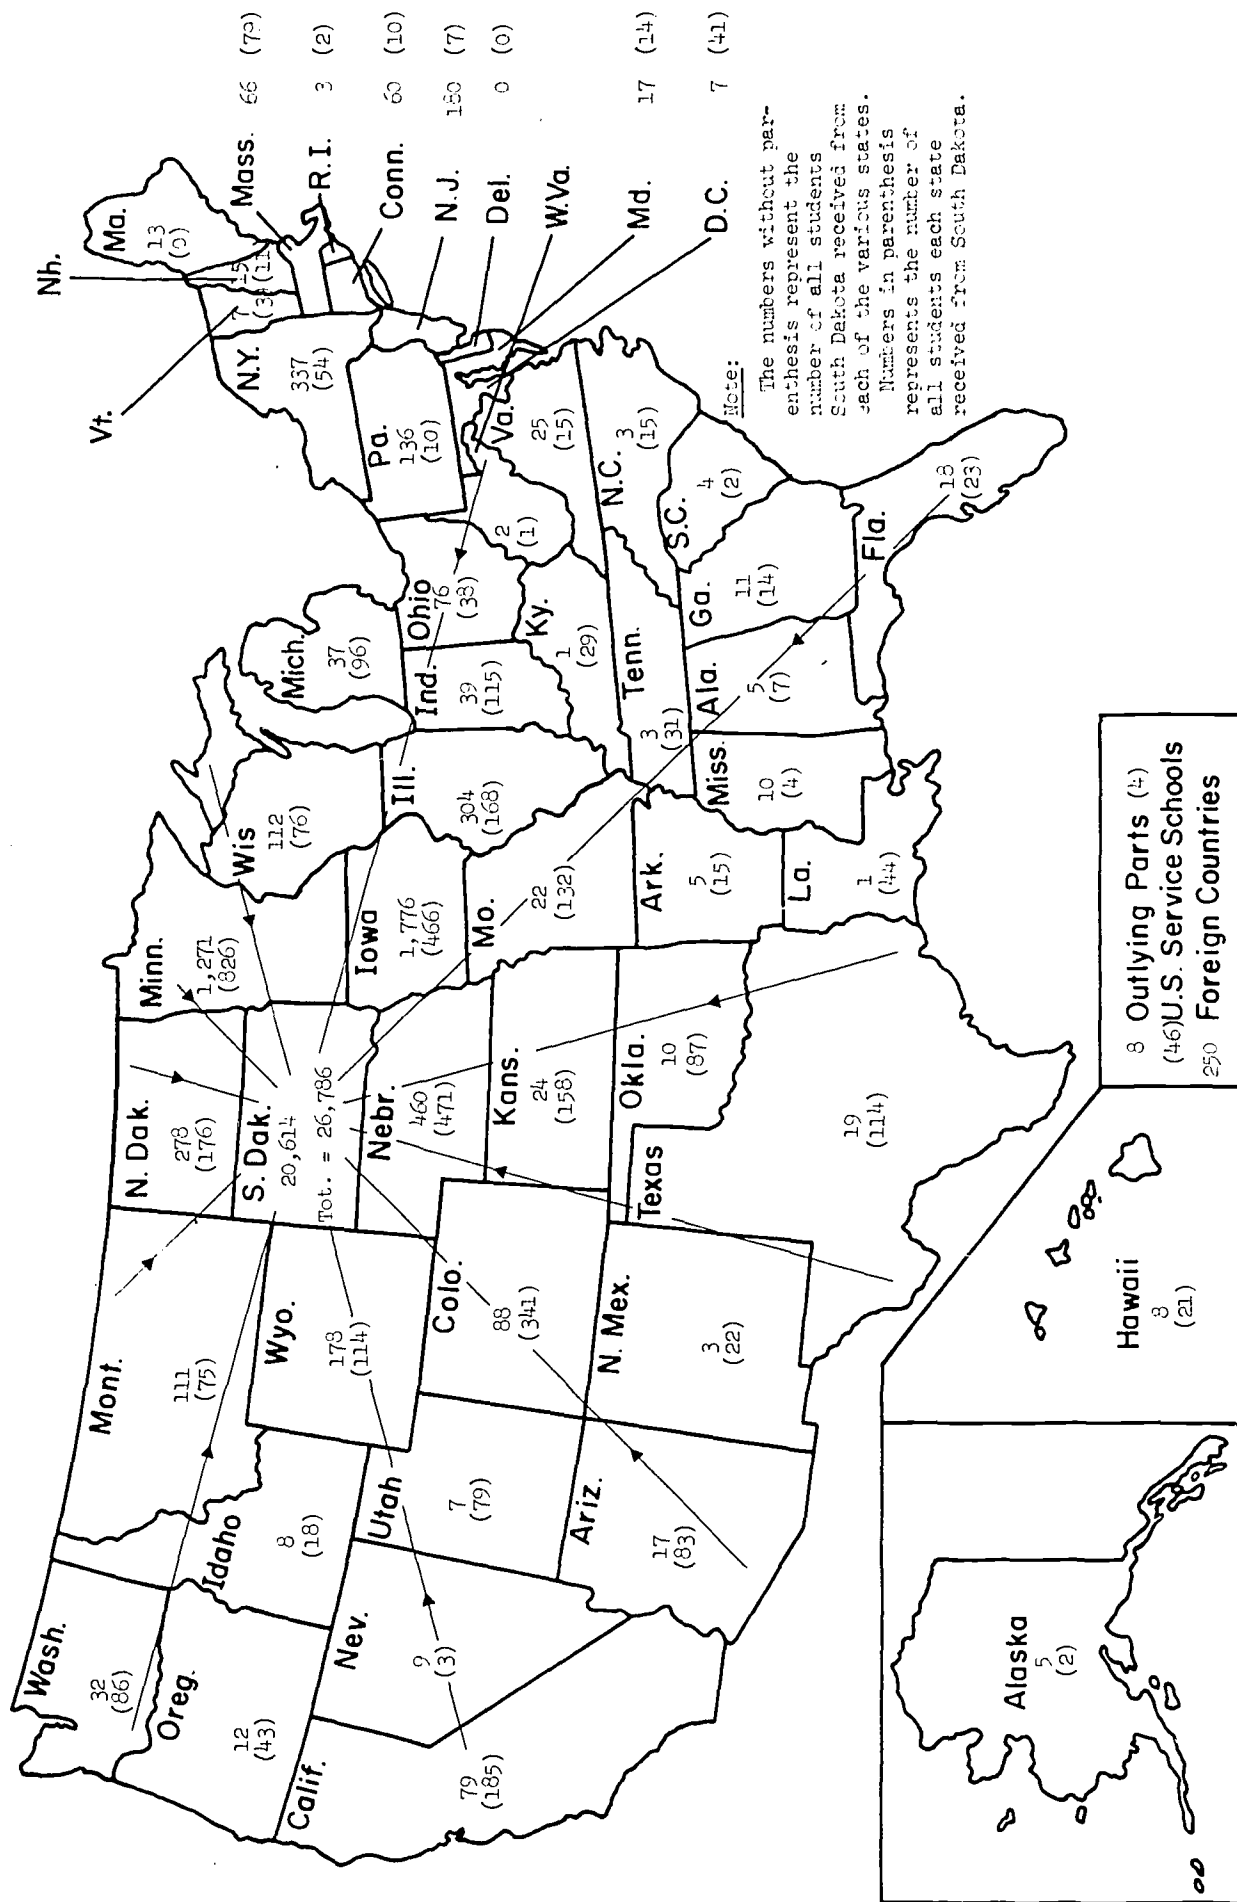 Wash.
32
(86)
Oreg.
12
(43)
Calif.
79
(185)
Nev.
9
(3)
Idaho
8
(18)
Utah
7
(79)
Ariz.
17
(83)
Mont.
111
(75)
Wyo.
178
(114)
Colo.
88
(341)
N. Mex.
3
(22)
N. Dak.
278
(176)
S. Dak.
20,614
Tot. = 26,786
Nebr.
460
(471)
Kans.
24
(158)
Okla.
10
(87)
Texas
19
(114)
Minn.
1,271
(826)
Iowa
1,776
(466)
Mo.
22
(132)
Ark.
5
(15)
La.
1
(44)
Wis
112
(76)
Ill.
304
(168)
Mich.
37
(96)
Ind.
39
(115)
Ohio
76
(38)
Ky.
1
(29)
Tenn.
3
(31)
Miss.
10
(4)
Ala.
5
(7)
Ga.
11
(14)
Fla.
18
(23)
S.C.
4
(2)
N.C.
3
(15)
Va.
25
(15)
2
(1)
Pa.
136
(10)
N.Y.
337
(54)
Vt.
7
Nh.
15
Ma.
13
(0)
Mass. 66 (79)
R.I. 3 (2)
Conn. 60 (10)
N.J. 180 (7)
Del. 0 (0)
W.Va.
Md. 17 (14)
D.C. 7 (41)
Note:
The numbers without par-
enthesis represent the
number of all students
South Dakota received from
each of the various states.
Numbers in parenthesis
represents the number of
all students each state
received from South Dakota.
Alaska
5
(2)
Hawaii
8
(21)
8 Outlying Parts (4)
(46)U.S. Service Schools
250 Foreign Countries